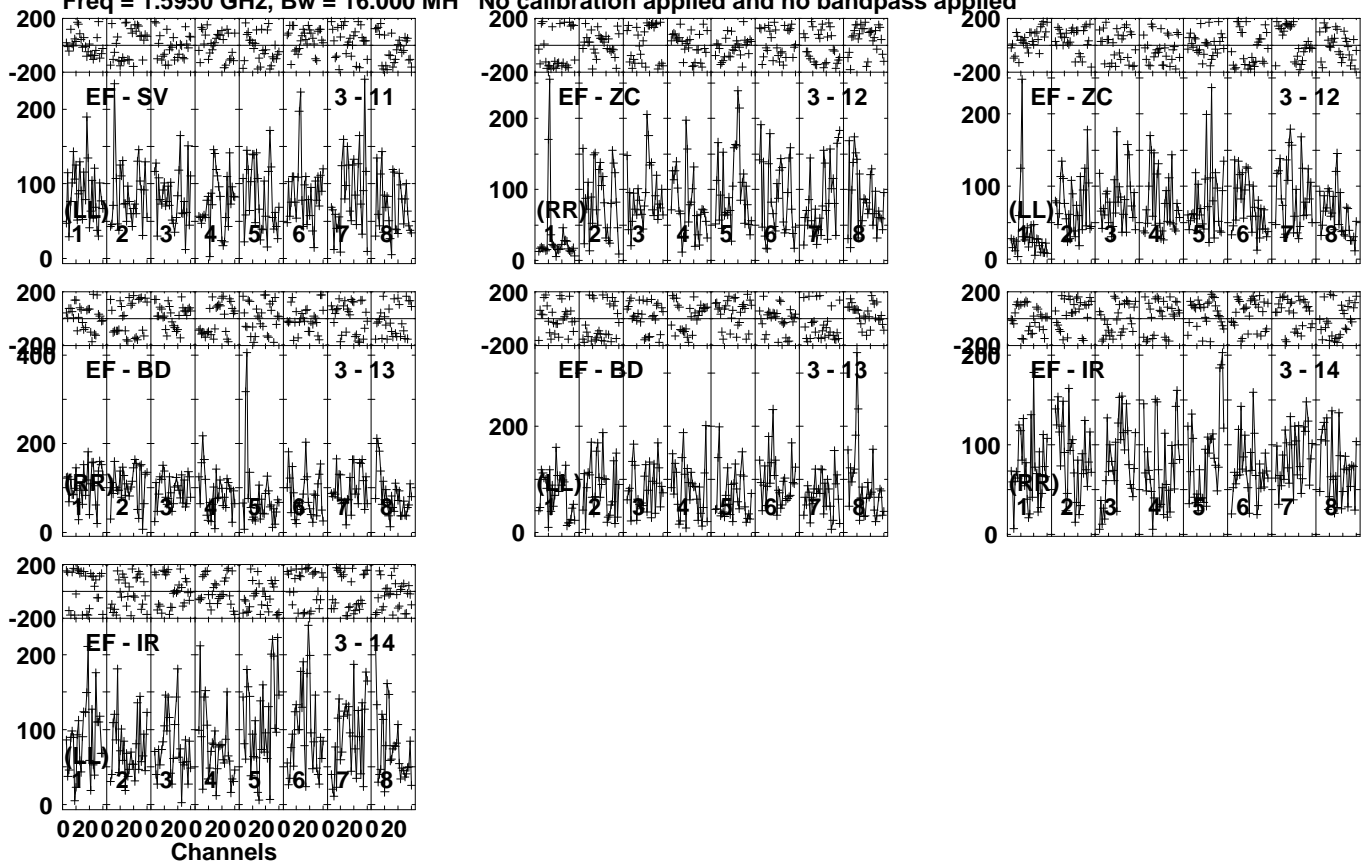 Freq = 1.5950 GHz, Bw = 16.000 MH No calibration applied and no bandpass applied
200 200 200
-200 -200 -200
EF - SV 3 - 11 EF - ZC 3 - 12 EF - ZC 3 - 12
200 200 200
100 100 100
(LL) (RR) (LL)
1 2 3 4 5 6 7 8 1 2 3 4 5 6 7 8 1 2 3 4 5 6 7 8
0 0 0
200 200 200
-200 -200 -200
400 200
EF - BD 3 - 13 EF - BD 3 - 13 EF - IR 3 - 14
200 200 100
(RR) (LL) (RR)
1 2 3 4 5 6 7 8 1 2 3 4 5 6 7 8 1 2 3 4 5 6 7 8
0 0 0
200
-200
EF - IR 3 - 14
200
100
(LL)
1 2 3 4 5 6 7 8
0
0 20 0 20 0 20 0 20 0 20 0 20 0 20 0 20
Channels